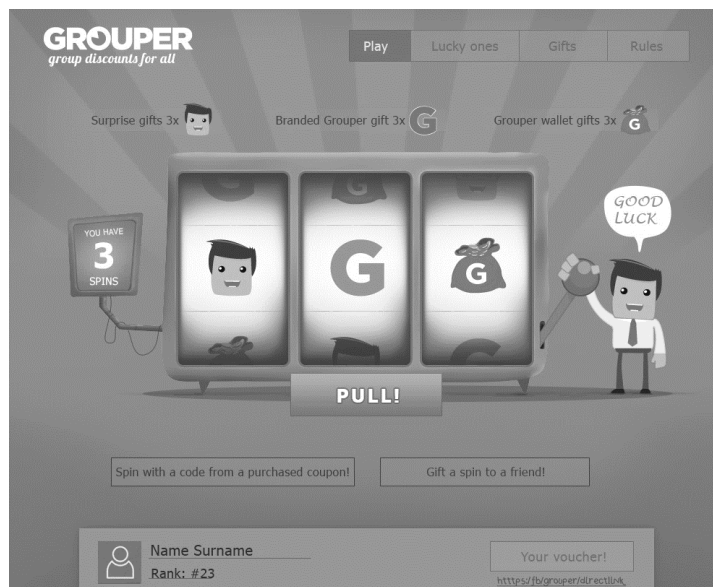 GROUPER
group discounts for all
Play Lucky ones Gifts Rules
Surprise gifts 3x Branded Grouper gift 3x G Grouper wallet gifts 3x G
YOU HAVE
3
SPINS
GOOD
LUCK
G
G
PULL!
Spin with a code from a purchased coupon! Gift a spin to a friend!
Name Surname
Rank: #23
Your voucher!
https:/fb/grouper/directlink